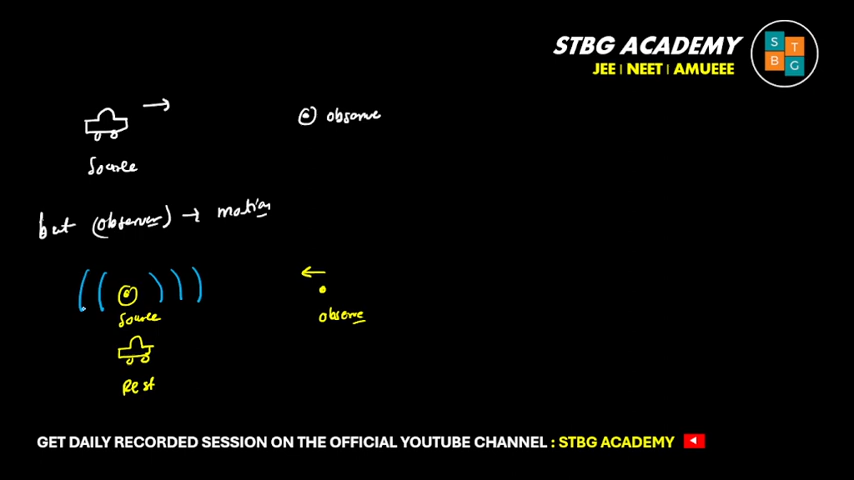 STBG ACADEMY
JEE | NEET | AMUEEE
S T
B G
observe
Source
but (observer) → motion
Source
observe
Rest
GET DAILY RECORDED SESSION ON THE OFFICIAL YOUTUBE CHANNEL : STBG ACADEMY